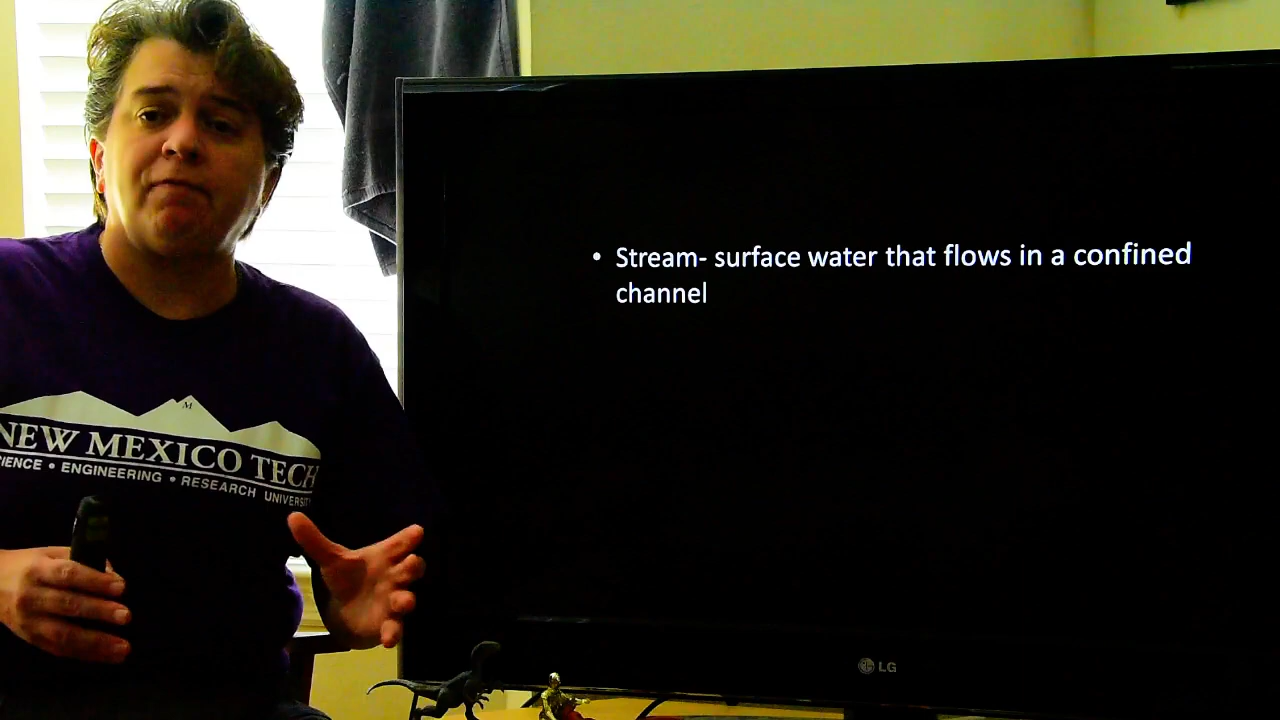 • Stream- surface water that flows in a confined
channel
M
NEW MEXICO TECH
IENCE • ENGINEERING • RESEARCH UNIVERSITY
LG